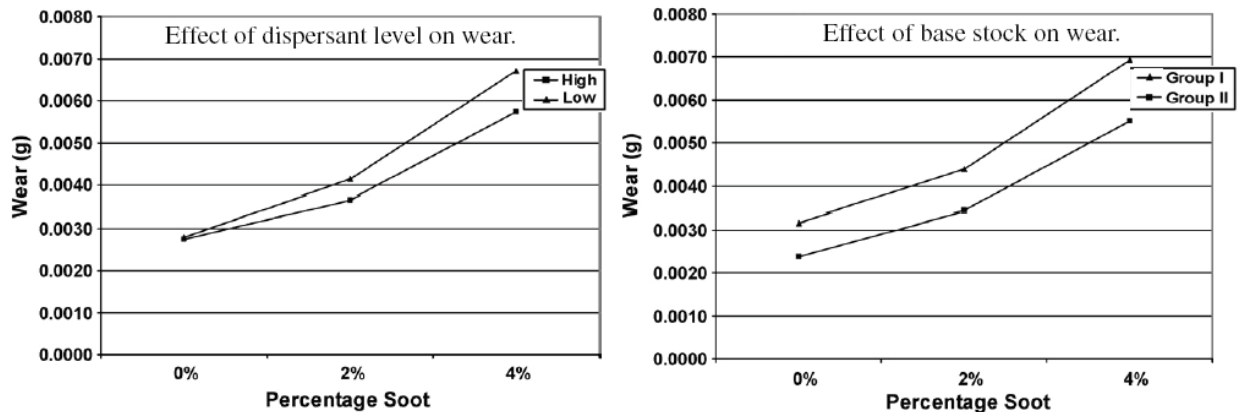 Effect of dispersant level on wear.
0.0080
0.0070
0.0060
0.0050
0.0040
0.0030
0.0020
0.0010
0.0000
Wear (g)
High
Low
0% 2% 4%
Percentage Soot
Effect of base stock on wear.
0.0080
0.0070
0.0060
0.0050
0.0040
0.0030
0.0020
0.0010
0.0000
Wear (g)
Group I
Group II
0% 2% 4%
Percentage Soot